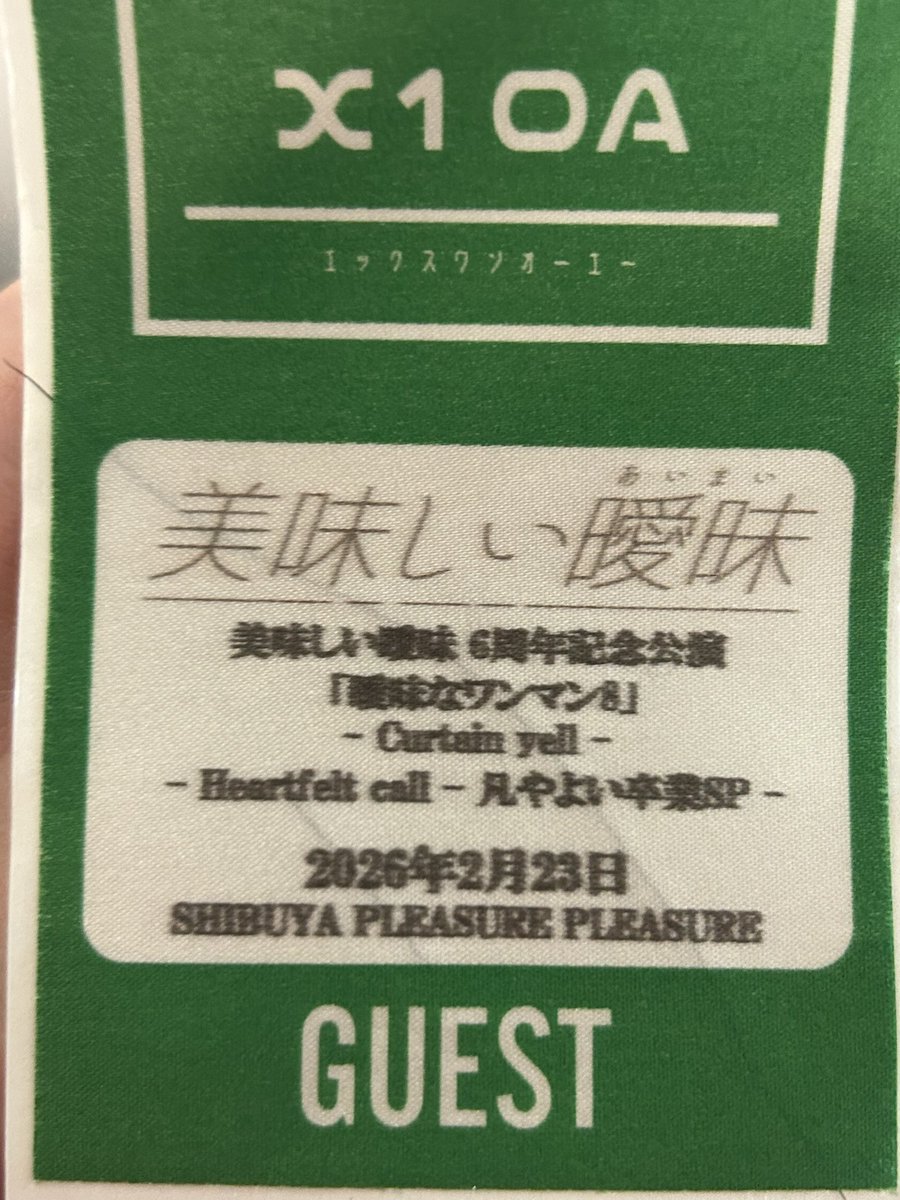 X1OA
エックスワンオーエー
あいまい
美味しい曖昧
美味しい曖昧 6周年記念公演
「曖昧なワンマン8」
- Curtain yell -
- Heartfelt call - 凡やよい卒業SP -
2026年2月23日
SHIBUYA PLEASURE PLEASURE
GUEST